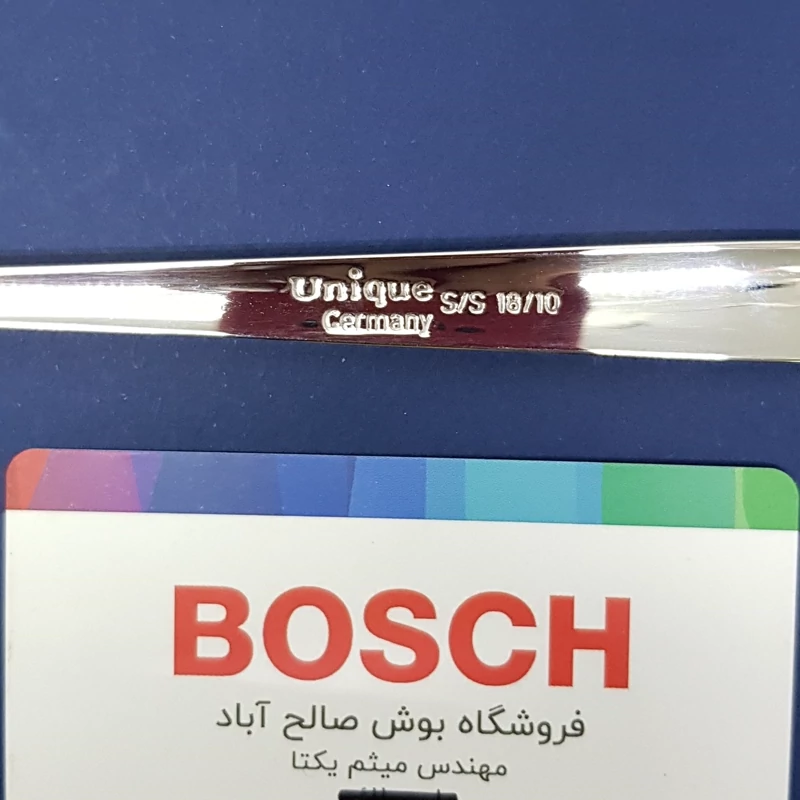 Unique S/S 18/10
Germany
BOSCH
فروشگاه بوش صالح آباد
مهندس میثم یکتا